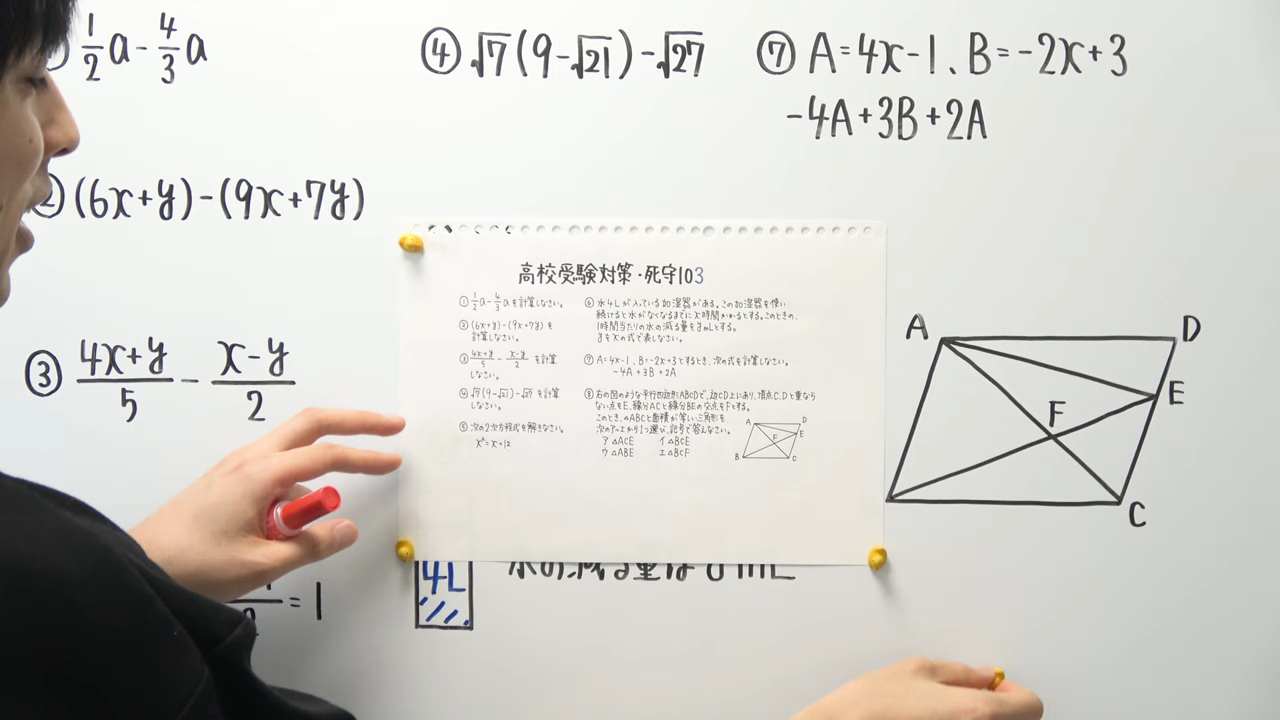 1/2 a - 4/3 a
② (6x+y)-(9x+7y)
③ (4x+y)/5 - (x-y)/2
④ √7(9-√21)-√27
⑦ A=4x-1、B=-2x+3
-4A+3B+2A
高校受験対策・死守103
① 1/2 a - 4/3 a を計算しなさい。
② (6x+y)-(9x+7y)を
計算しなさい。
③ (4x+y)/5 - (x-y)/2 を計算
しなさい。
④ √7(9-√21)-√27を計算
しなさい。
⑤ 次の2次方程式を解きなさい。
x²=x+12
⑥ 水4Lが入っている加湿器がある。この加湿器を使い
続けると水がなくなるまでにx時間かかるとする。このときの、
1時間当たりの水の減る量をymLとする。
yをxの式で表しなさい。
⑦ A=4x-1、B=-2x+3とするとき、次の式を計算しなさい。
-4A+3B+2A
⑧ 右の図のような平行四辺形ABCDで、辺CD上にあり、頂点C、Dと重なら
ない点をE、線分ACと線分BEの交点をFとする。
このとき、△ABCと面積が等しい三角形を、
次のア〜エから1つ選び、記号で答えなさい。
ア △ACE イ △BCE
ウ △ABE エ △BCF
A D
E
F
B C
A D
E
F
C
=1
4L
水の減る量は mL